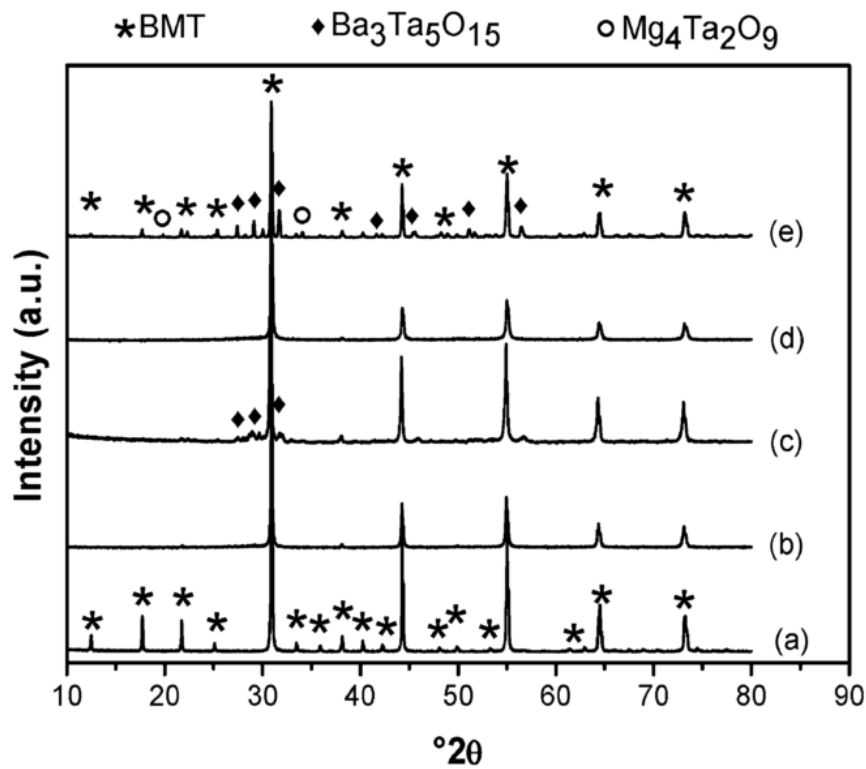 *BMT ♦Ba₃Ta₅O₁₅ ○Mg₄Ta₂O₉
(e)
(d)
(c)
(b)
(a)
Intensity (a.u.)
10 20 30 40 50 60 70 80 90
°2θ